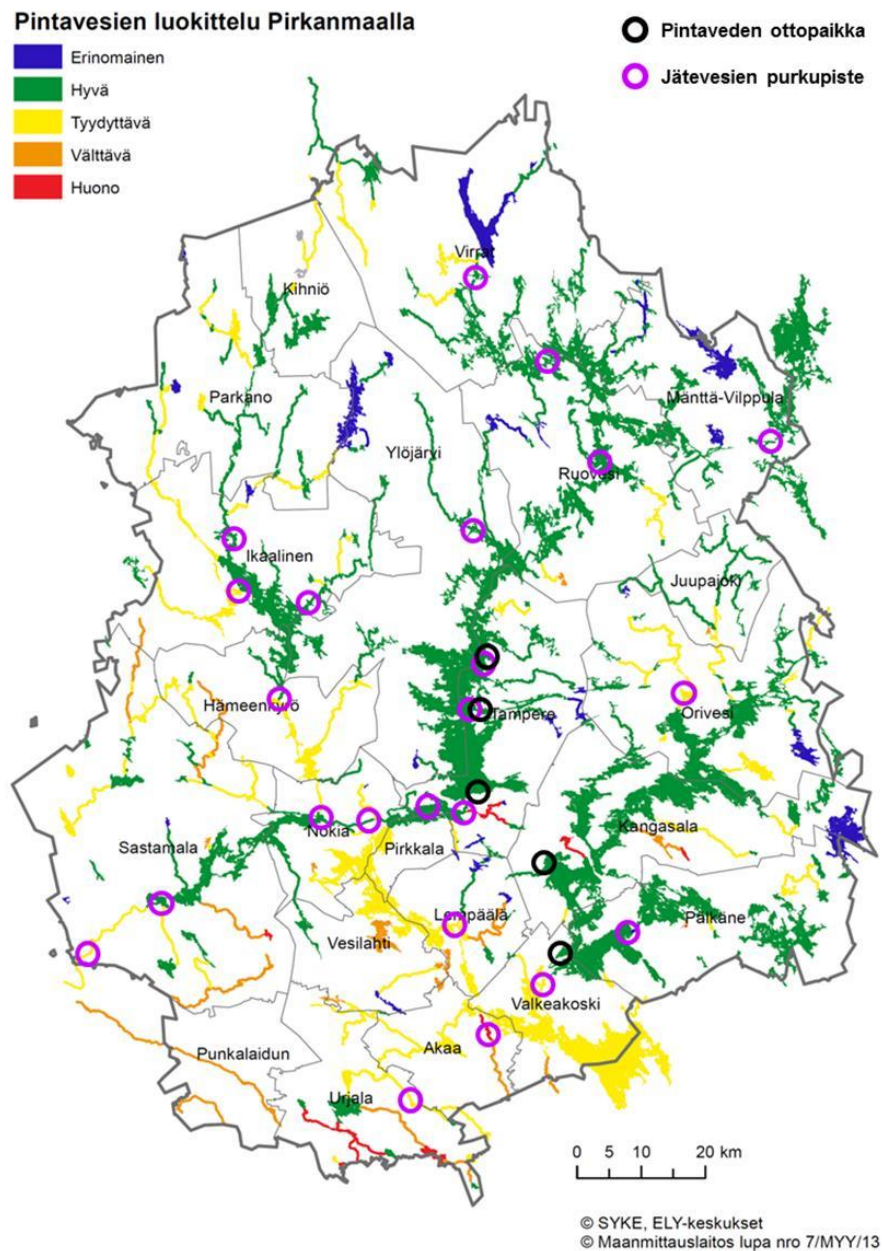 Pintavesien luokittelu Pirkanmaalla
Erinomainen
Hyvä
Tyydyttävä
Välttävä
Huono
Pintaveden ottopaikka
Jätevesien purkupiste
Virrat
Kihniö
Parkano
Mänttä-Vilppula
Ylöjärvi
Ruovesi
Ikaalinen
Juupajoki
Hämeenkyrö
Tampere
Orivesi
Nokia
Kangasala
Sastamala
Pirkkala
Lempäälä
Pälkäne
Vesilahti
Valkeakoski
Punkalaidun
Akaa
Urjala
0 5 10 20 km
© SYKE, ELY-keskukset
© Maanmittauslaitos lupa nro 7/MYY/13